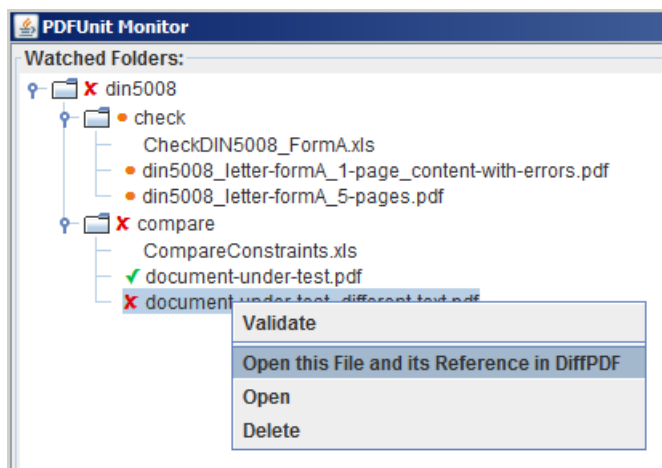 PDFUnit Monitor
Watched Folders:
din5008
check
CheckDIN5008_FormA.xls
din5008_letter-formA_1-page_content-with-errors.pdf
din5008_letter-formA_5-pages.pdf
compare
CompareConstraints.xls
document-under-test.pdf
document-under-test_different-text.pdf
Validate
Open this File and its Reference in DiffPDF
Open
Delete